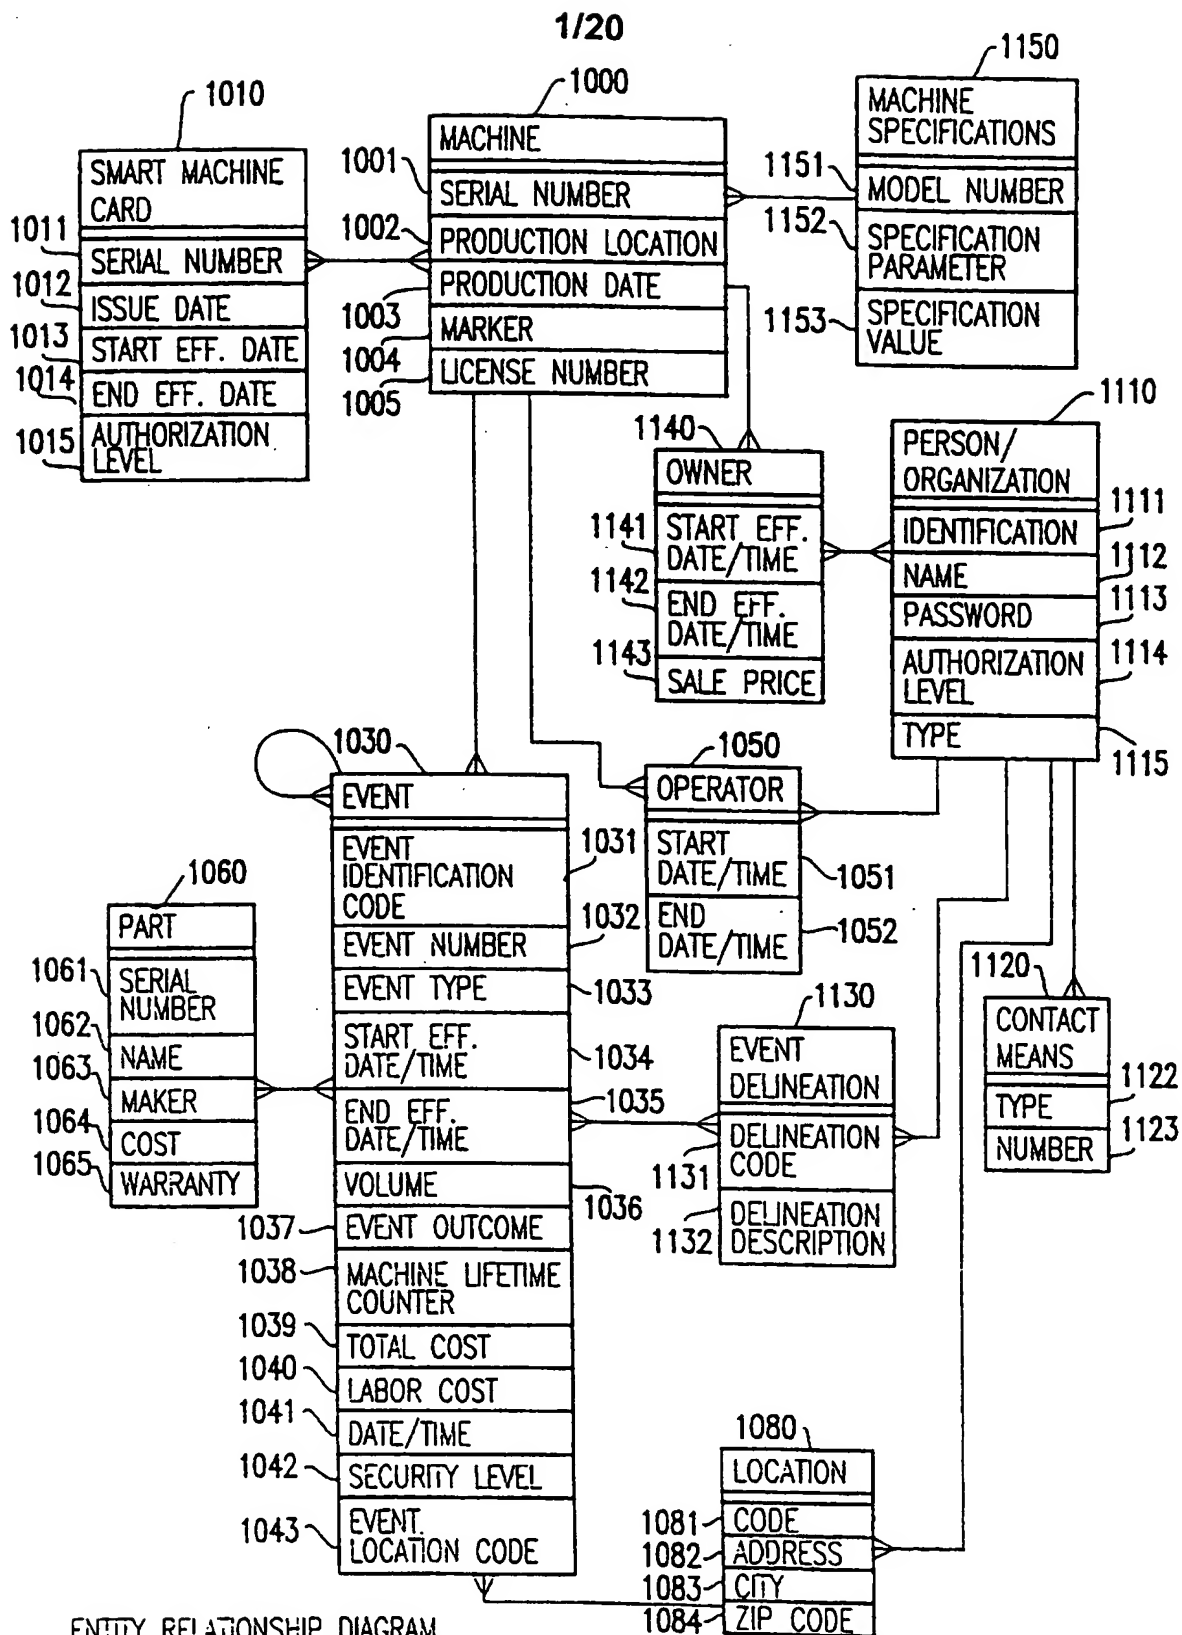 1/20
1010
SMART MACHINE
CARD
1011
SERIAL NUMBER
1012
ISSUE DATE
1013
START EFF. DATE
1014
END EFF. DATE
1015
AUTHORIZATION
LEVEL
1000
MACHINE
1001
SERIAL NUMBER
1002
PRODUCTION LOCATION
PRODUCTION DATE
1003
MARKER
1004
LICENSE NUMBER
1005
1150
MACHINE
SPECIFICATIONS
1151
MODEL NUMBER
1152
SPECIFICATION
PARAMETER
1153
SPECIFICATION
VALUE
1140
OWNER
1141
START EFF.
DATE/TIME
1142
END EFF.
DATE/TIME
1143
SALE PRICE
1110
PERSON/
ORGANIZATION
1111
IDENTIFICATION
1112
NAME
1113
PASSWORD
AUTHORIZATION
LEVEL
1114
TYPE
1115
1030
EVENT
EVENT
IDENTIFICATION
CODE
1031
EVENT NUMBER
1032
EVENT TYPE
1033
START EFF.
DATE/TIME
1034
END EFF.
DATE/TIME
1035
VOLUME
1036
1037
EVENT OUTCOME
1038
MACHINE LIFETIME
COUNTER
1039
TOTAL COST
1040
LABOR COST
1041
DATE/TIME
1042
SECURITY LEVEL
1043
EVENT.
LOCATION CODE
1050
OPERATOR
START
DATE/TIME
1051
END
DATE/TIME
1052
1060
PART
1061
SERIAL
NUMBER
1062
NAME
1063
MAKER
1064
COST
1065
WARRANTY
1130
EVENT
DELINEATION
DELINEATION
CODE
1131
DELINEATION
DESCRIPTION
1132
1120
CONTACT
MEANS
TYPE
1122
NUMBER
1123
1080
LOCATION
1081
CODE
1082
ADDRESS
1083
CITY
1084
ZIP CODE
ENTITY RELATIONSHIP DIAGRAM